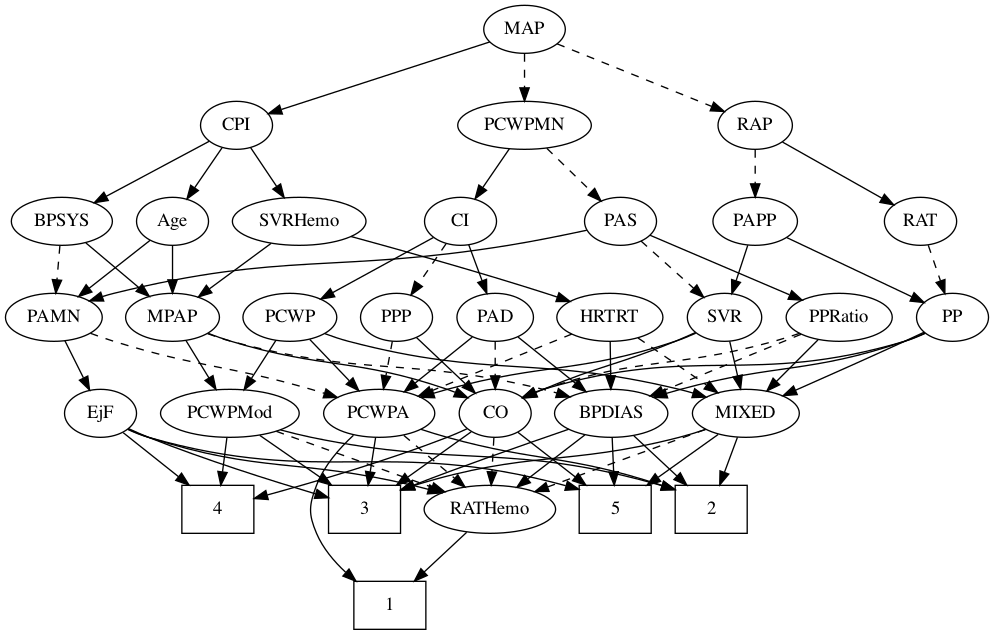 MAP
CPI
PCWPMN
RAP
BPSYS
Age
SVRHemo
CI
PAS
PAPP
RAT
PAMN
MPAP
PCWP
PPP
PAD
HRTRT
SVR
PPRatio
PP
EjF
PCWPMod
PCWPA
CO
BPDIAS
MIXED
4
3
RATHemo
5
2
1